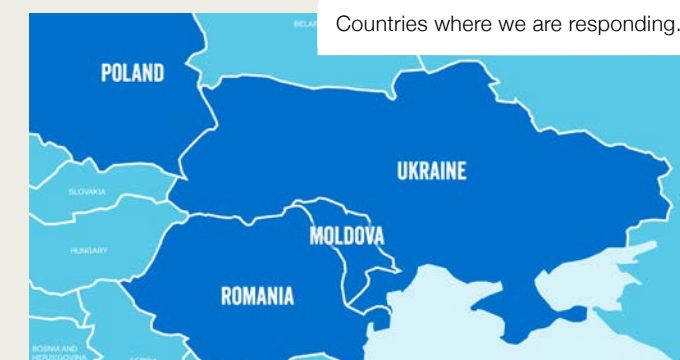 Countries where we are responding.
POLAND
UKRAINE
SLOVAKIA
MOLDOVA
HUNGARY
ROMANIA
BOSNIA AND
HERZEGOVINA